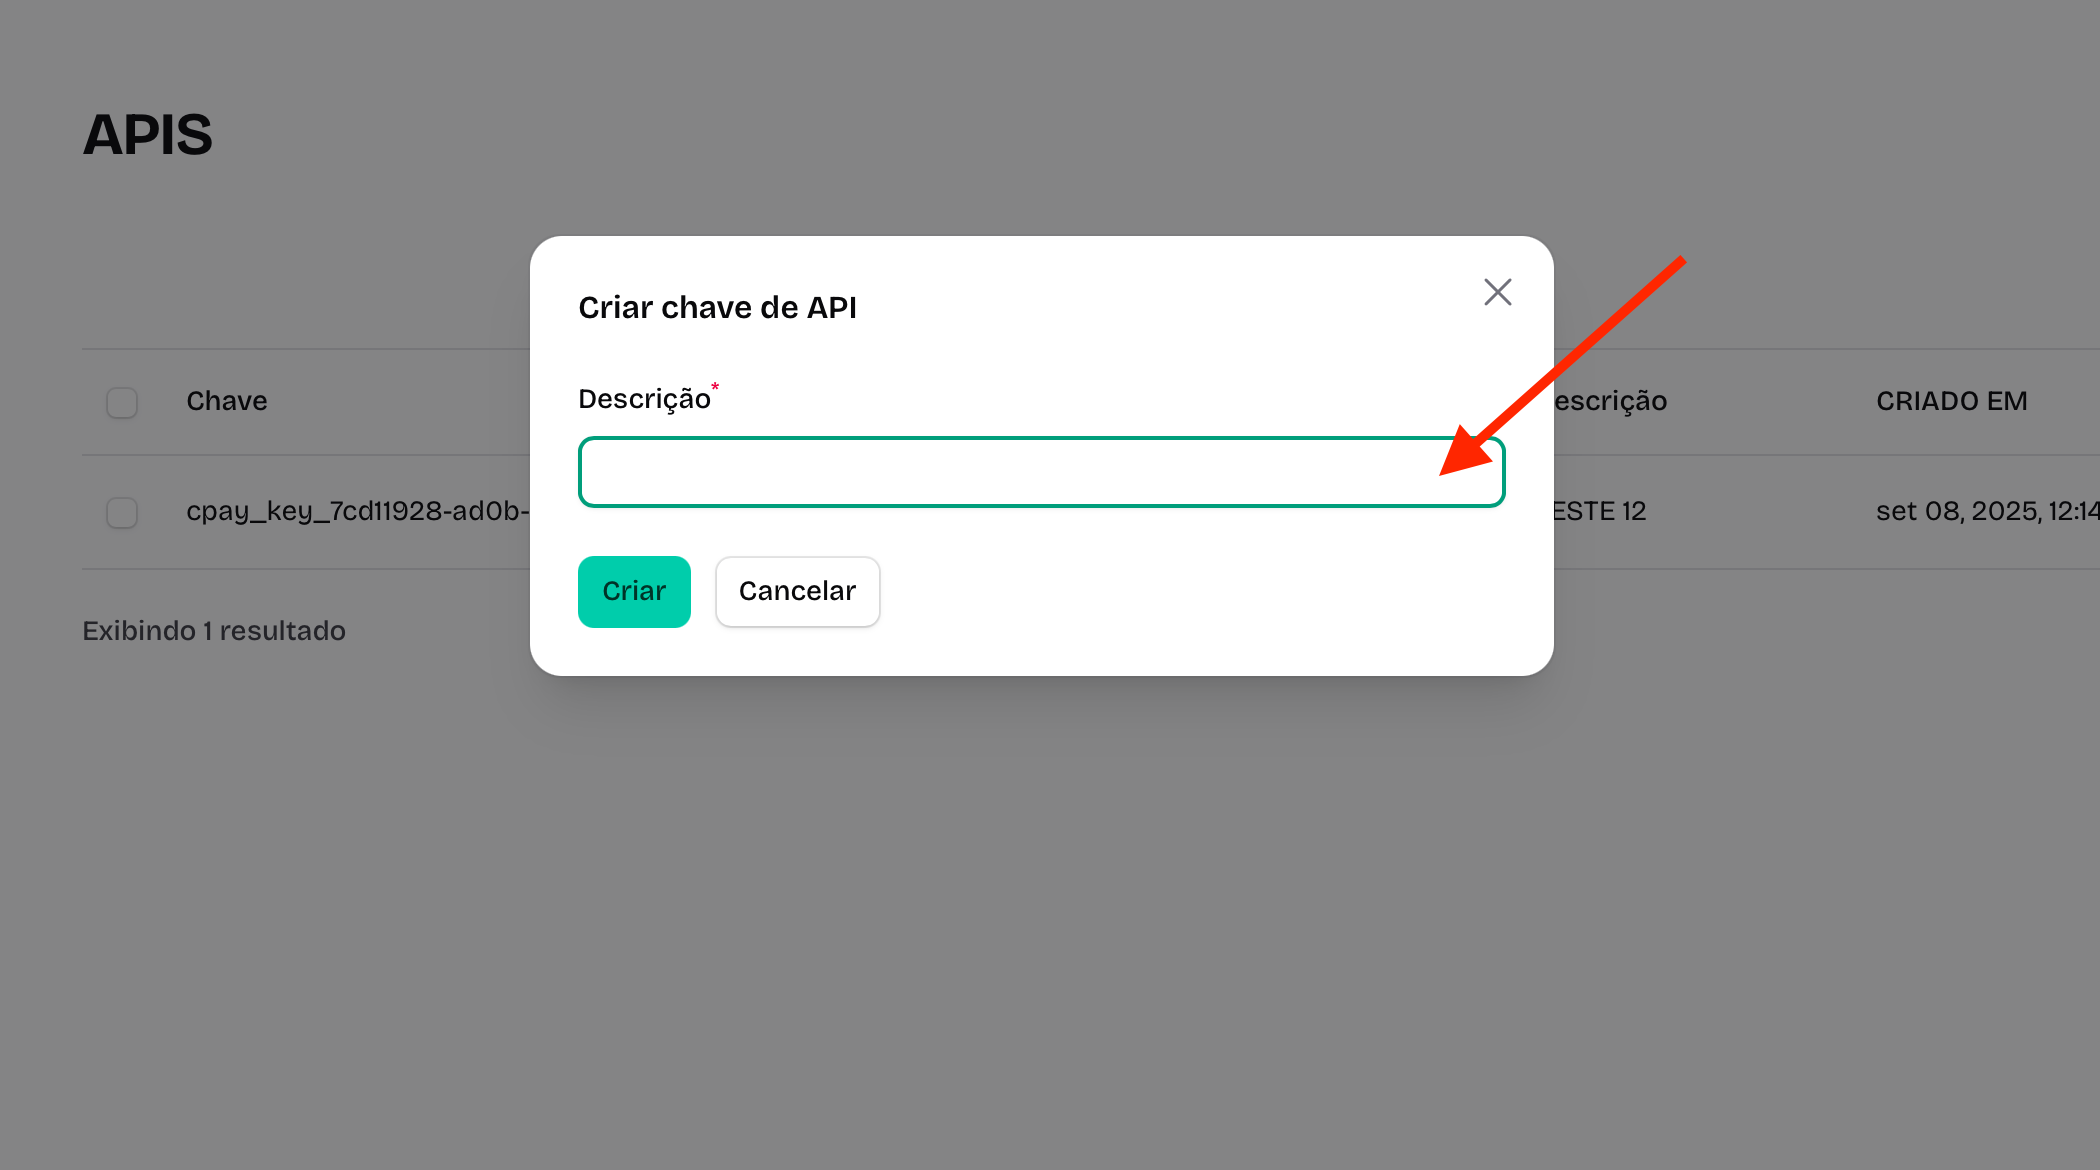 APIS
Criar chave de API
Descrição*
Criar Cancelar
Chave escrição CRIADO EM
cpay_key_7cd11928-ad0b- ESTE 12 set 08, 2025, 12:14
Exibindo 1 resultado